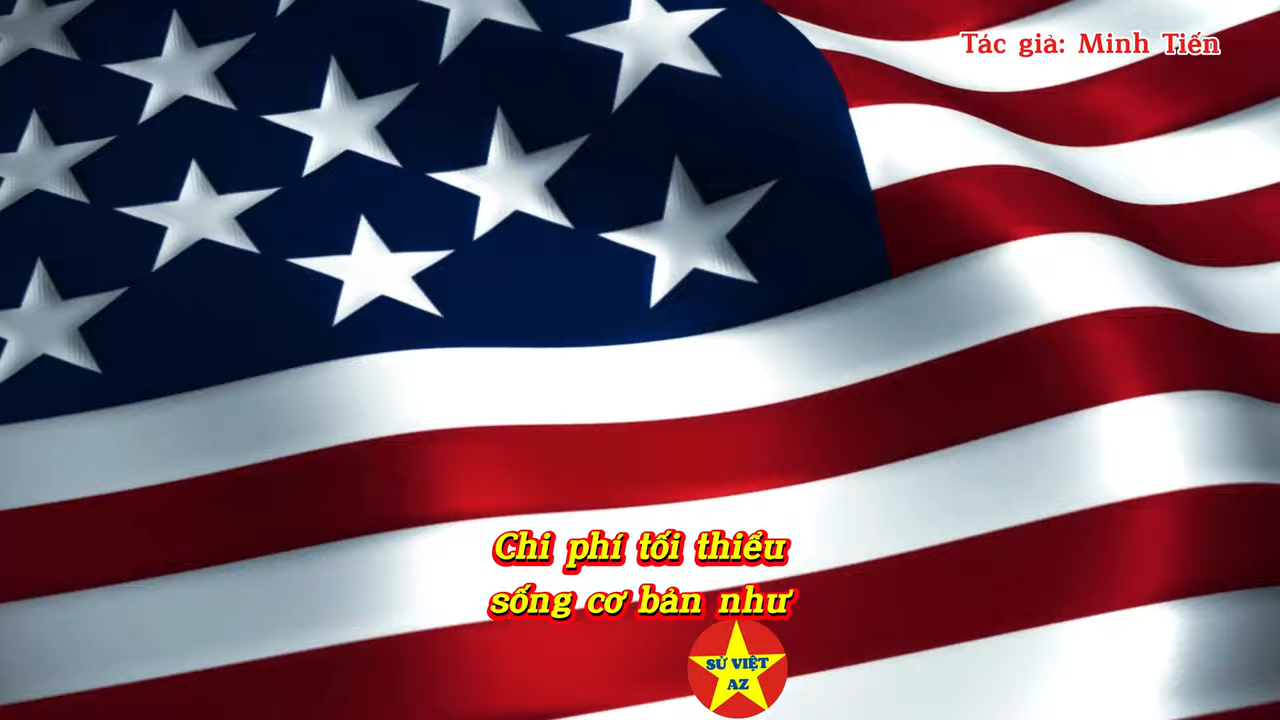 Tác giả: Minh Tiến
Chi phí tối thiểu
sống cơ bản như
SỬ VIỆT
AZ